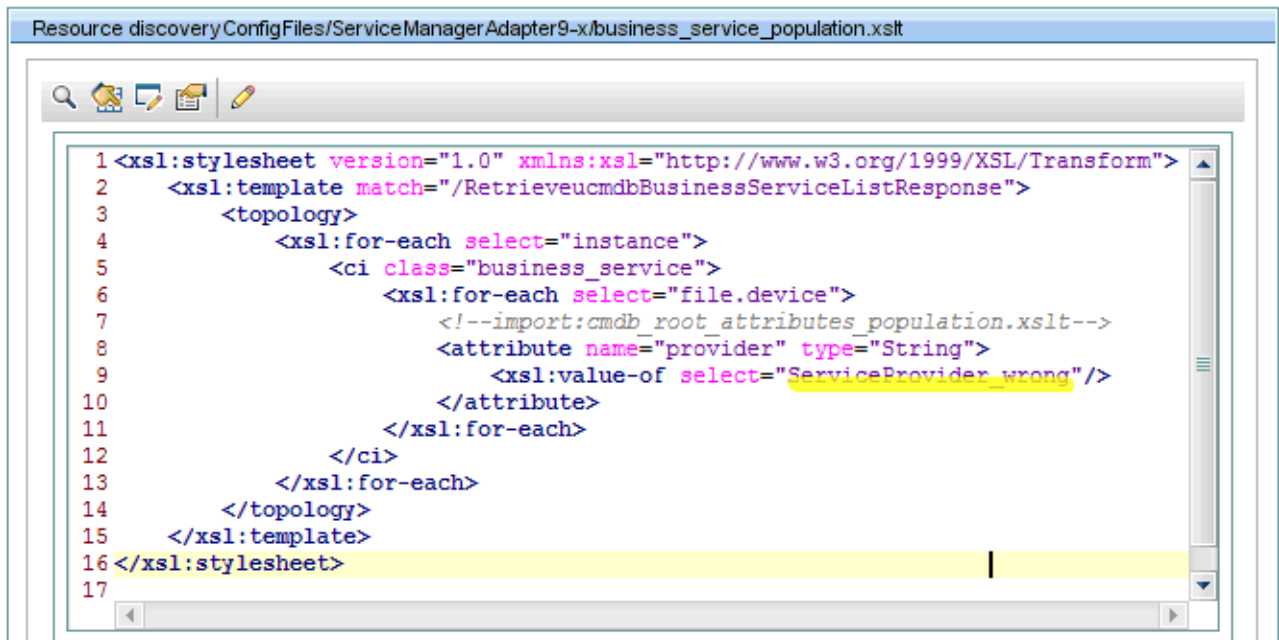 Resource discoveryConfigFiles/ServiceManagerAdapter9-x/business_service_population.xslt
1 <xsl:stylesheet version="1.0" xmlns:xsl="http://www.w3.org/1999/XSL/Transform">
2 <xsl:template match="/RetrieveucmdbBusinessServiceListResponse">
3 <topology>
4 <xsl:for-each select="instance">
5 <ci class="business_service">
6 <xsl:for-each select="file.device">
7 <!--import:cmdb_root_attributes_population.xslt-->
8 <attribute name="provider" type="String">
9 <xsl:value-of select="ServiceProvider_wrong"/>
10 </attribute>
11 </xsl:for-each>
12 </ci>
13 </xsl:for-each>
14 </topology>
15 </xsl:template>
16 </xsl:stylesheet>
17